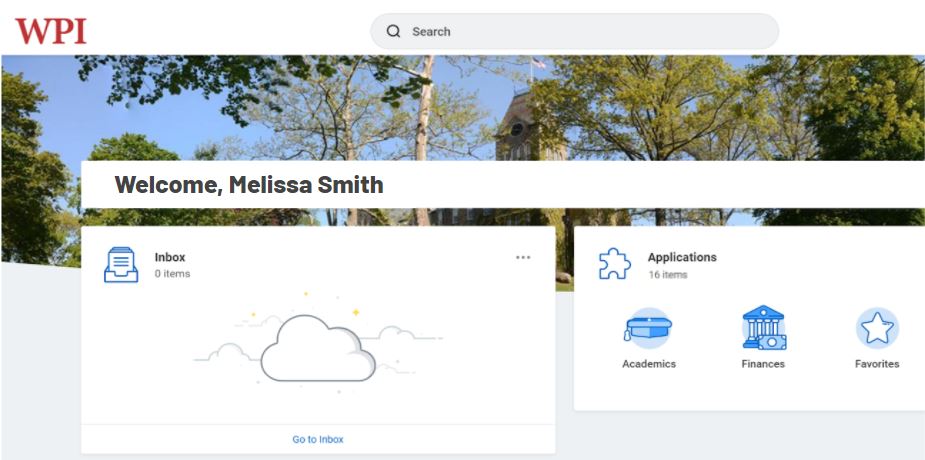 WPI
Search
Welcome, Melissa Smith
Inbox
0 items
Go to Inbox
Applications
16 items
Academics
Finances
Favorites